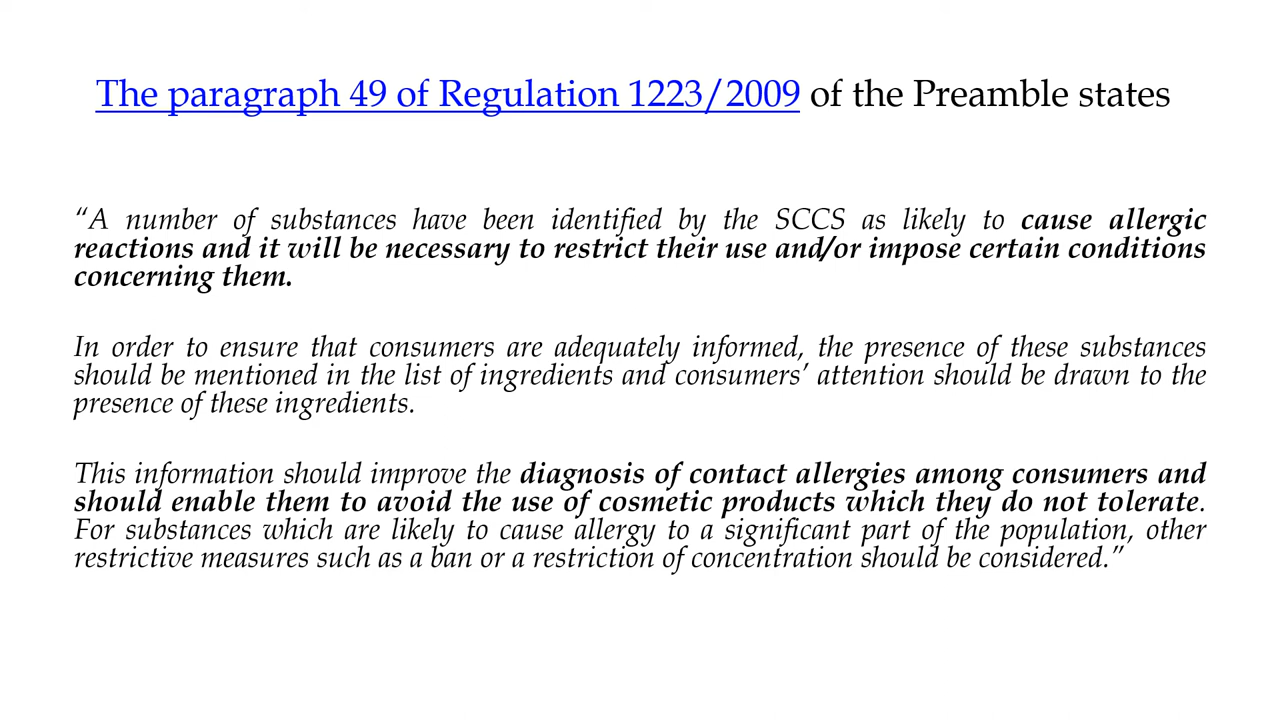 The paragraph 49 of Regulation 1223/2009 of the Preamble states
“A number of substances have been identified by the SCCS as likely to cause allergic
reactions and it will be necessary to restrict their use and/or impose certain conditions
concerning them.
In order to ensure that consumers are adequately informed, the presence of these substances
should be mentioned in the list of ingredients and consumers’ attention should be drawn to the
presence of these ingredients.
This information should improve the diagnosis of contact allergies among consumers and
should enable them to avoid the use of cosmetic products which they do not tolerate.
For substances which are likely to cause allergy to a significant part of the population, other
restrictive measures such as a ban or a restriction of concentration should be considered.”